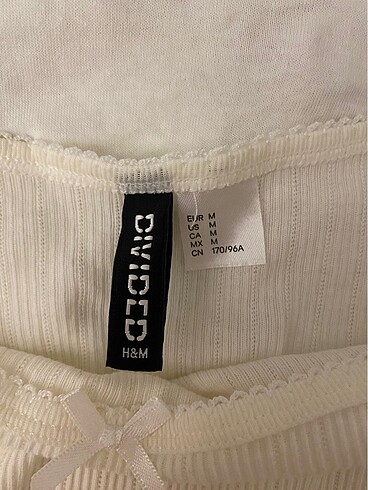 DIVIDED
H&M
EUR M
US M
CA M
MX M
CN 170/96A